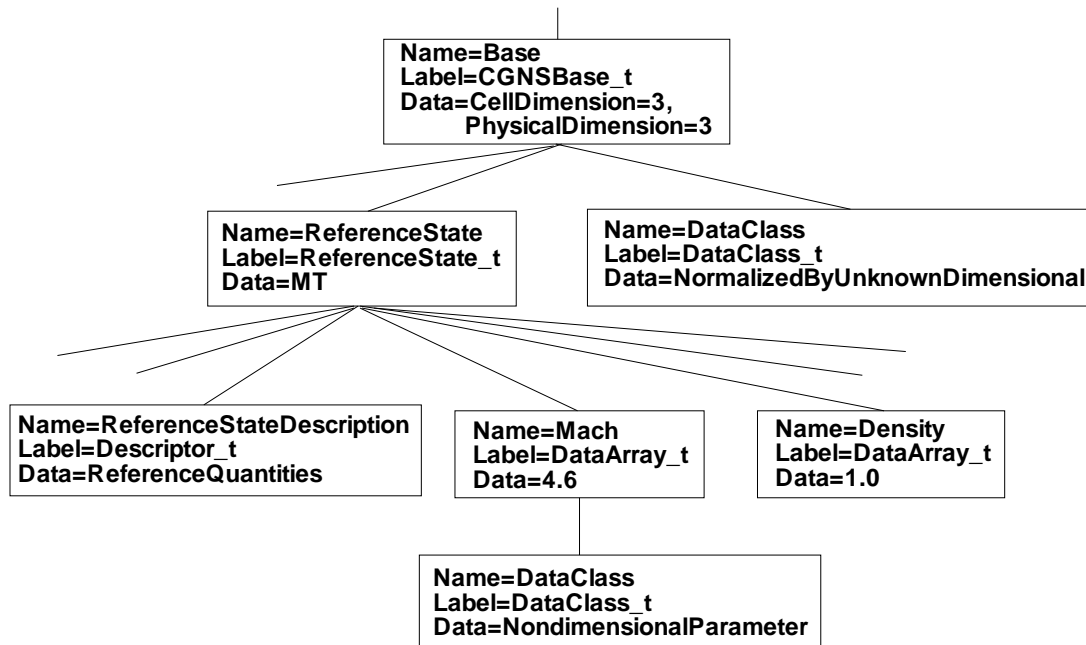 Name=Base
Label=CGNSBase_t
Data=CellDimension=3,
PhysicalDimension=3
Name=ReferenceState
Label=ReferenceState_t
Data=MT
Name=DataClass
Label=DataClass_t
Data=NormalizedByUnknownDimensional
Name=ReferenceStateDescription
Label=Descriptor_t
Data=ReferenceQuantities
Name=Mach
Label=DataArray_t
Data=4.6
Name=Density
Label=DataArray_t
Data=1.0
Name=DataClass
Label=DataClass_t
Data=NondimensionalParameter